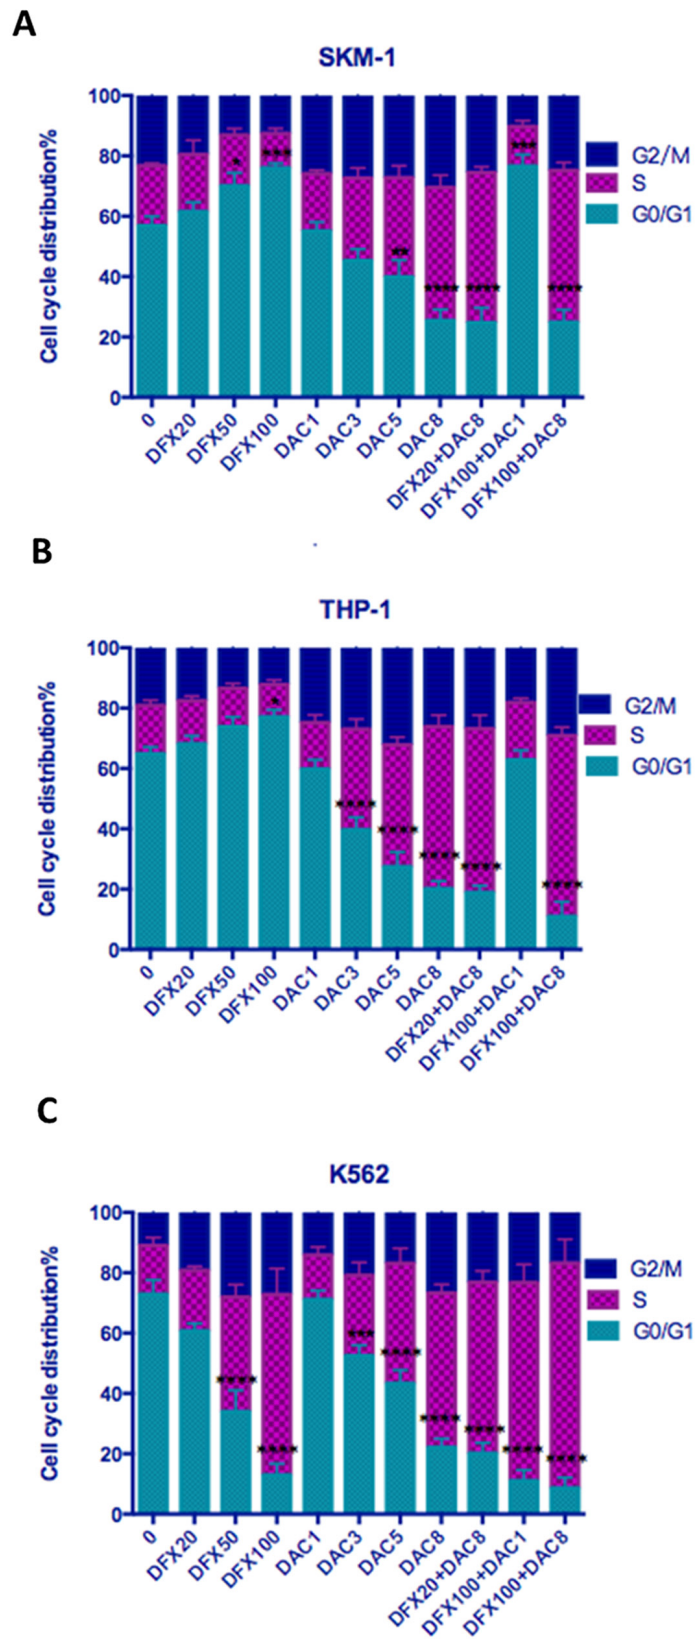 A
SKM-1
Cell cycle distribution%
100
80
60
40
20
0
G2/M
S
G0/G1
0
DFX20
DFX50
DFX100
DAC1
DAC3
DAC5
DAC8
DFX20+DAC8
DFX100+DAC1
DFX100+DAC8
*
***
**
****
****
***
****
B
THP-1
Cell cycle distribution%
100
80
60
40
20
0
G2/M
S
G0/G1
0
DFX20
DFX50
DFX100
DAC1
DAC3
DAC5
DAC8
DFX20+DAC8
DFX100+DAC1
DFX100+DAC8
*
****
****
****
****
****
C
K562
Cell cycle distribution%
100
80
60
40
20
0
G2/M
S
G0/G1
0
DFX20
DFX50
DFX100
DAC1
DAC3
DAC5
DAC8
DFX20+DAC8
DFX100+DAC1
DFX100+DAC8
****
****
***
****
****
****
****
****